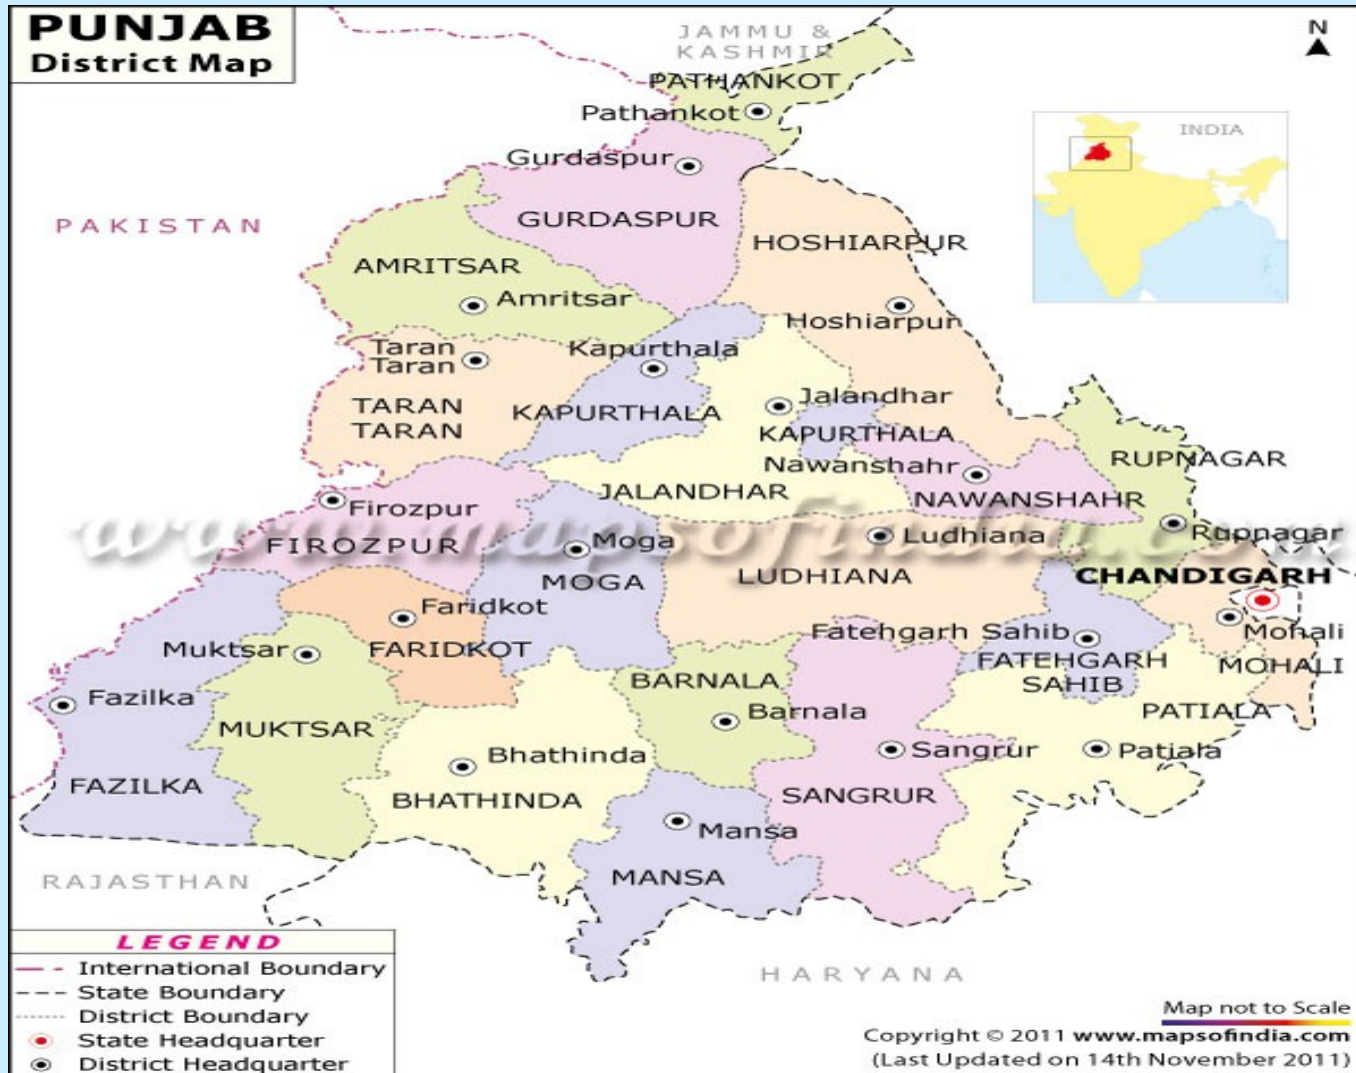 PUNJAB
District Map
JAMMU &
KASHMIR
N
PATHANKOT
Pathankot
INDIA
Gurdaspur
GURDASPUR
PAKISTAN
HOSHIARPUR
AMRITSAR
Amritsar
Hoshiarpur
Taran
Taran
Kapurthala
TARAN
TARAN
KAPURTHALA
Jalandhar
KAPURTHALA
RUPNAGAR
Nawanshahr
JALANDHAR
NAWANSHAHR
Firozpur
www.mapsofindia.com
Rupnagar
FIROZPUR
Moga
Ludhiana
MOGA
LUDHIANA
CHANDIGARH
Faridkot
Mohali
Muktsar
FARIDKOT
Fatehgarh Sahib
FATEHGARH
SAHIB
MOHALI
BARNALA
Fazilka
Barnala
PATIALA
MUKTSAR
Bhathinda
Sangrur
Patiala
FAZILKA
BHATHINDA
SANGRUR
Mansa
MANSA
RAJASTHAN
HARYANA
LEGEND
International Boundary
State Boundary
District Boundary
State Headquarter
District Headquarter
Map not to Scale
Copyright © 2011 www.mapsofindia.com
(Last Updated on 14th November 2011)